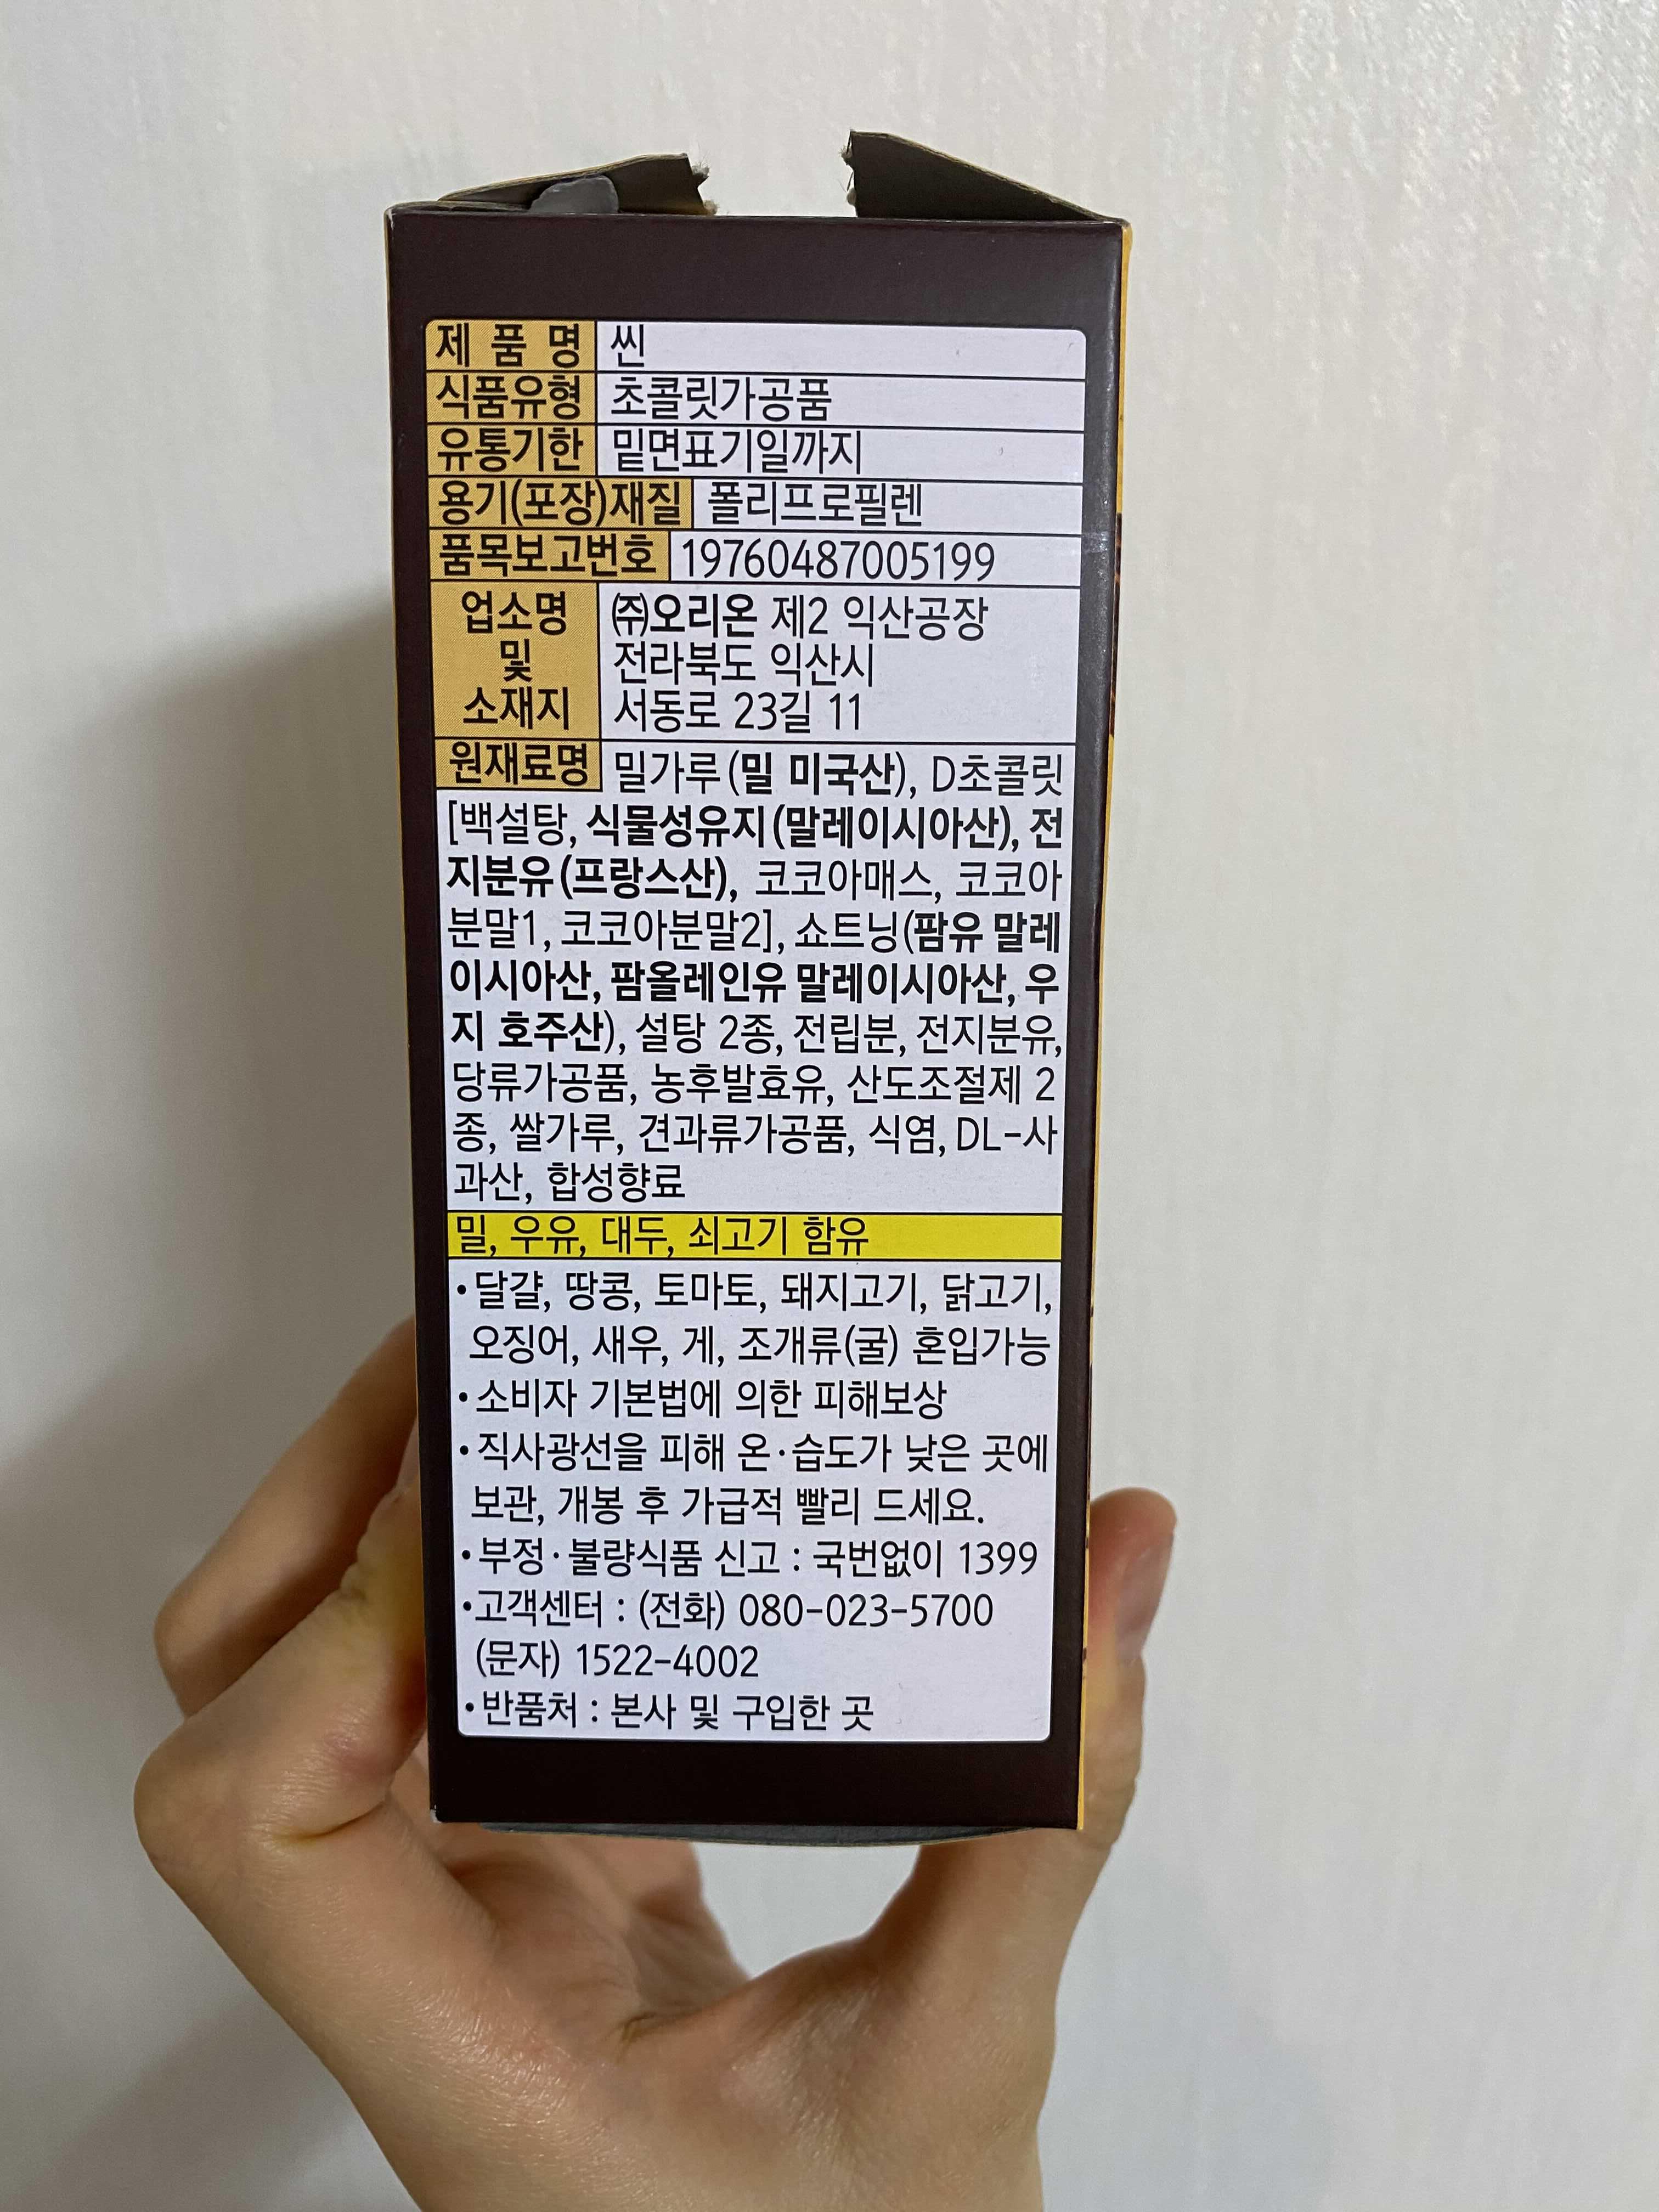 제 품 명 씬
식품유형 초콜릿가공품
유통기한 밑면표기일까지
용기(포장)재질 폴리프로필렌
품목보고번호 19760487005199
업소명 및 소재지 ㈜오리온 제2 익산공장
전라북도 익산시
서동로 23길 11
원재료명 밀가루(밀 미국산), D초콜릿
[백설탕, 식물성유지(말레이시아산), 전
지분유(프랑스산), 코코아매스, 코코아
분말1, 코코아분말2], 쇼트닝(팜유 말레
이시아산, 팜올레인유 말레이시아산, 우
지 호주산), 설탕 2종, 전립분, 전지분유,
당류가공품, 농후발효유, 산도조절제 2
종, 쌀가루, 견과류가공품, 식염, DL-사
과산, 합성향료
밀, 우유, 대두, 쇠고기 함유
•달걀, 땅콩, 토마토, 돼지고기, 닭고기,
오징어, 새우, 게, 조개류(굴) 혼입가능
•소비자 기본법에 의한 피해보상
•직사광선을 피해 온·습도가 낮은 곳에
보관, 개봉 후 가급적 빨리 드세요.
•부정·불량식품 신고 : 국번없이 1399
•고객센터 : (전화) 080-023-5700
(문자) 1522-4002
•반품처 : 본사 및 구입한 곳